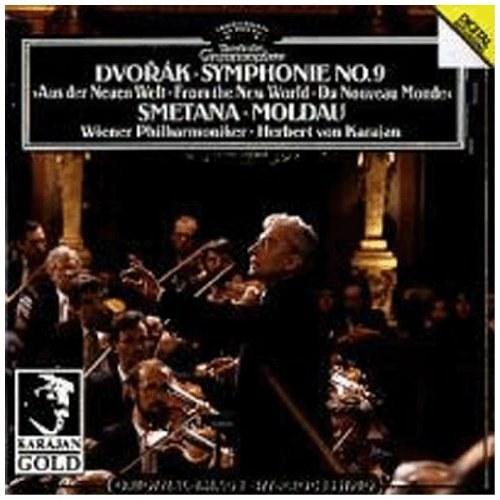 Deutsche
Grammophon
DIGITAL
DVOŘÁK · SYMPHONIE NO. 9
»Aus der Neuen Welt · From the New World · Du Nouveau Monde«
SMETANA · MOLDAU
Wiener Philharmoniker · Herbert von Karajan
KARAJAN
GOLD